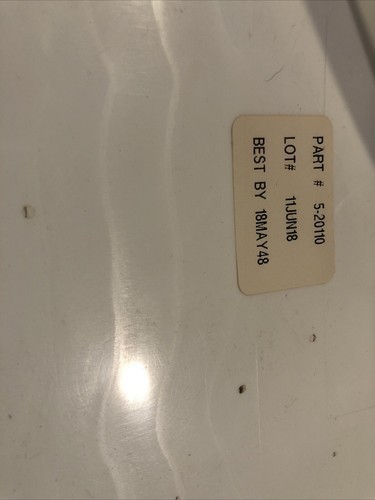 PART # 5-20110
LOT# 11JUN18
BEST BY 18MAY48